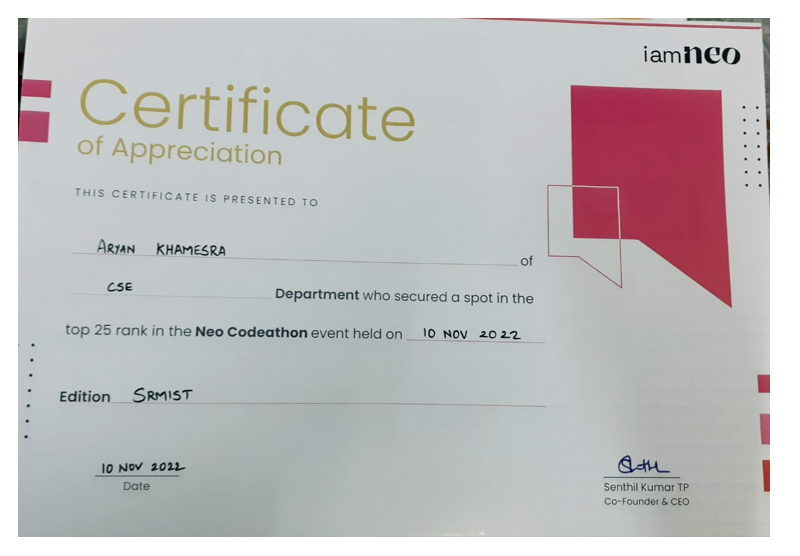 iamneo
Certificate
of Appreciation
THIS CERTIFICATE IS PRESENTED TO
ARYAN KHAMESRA of
CSE Department who secured a spot in the
top 25 rank in the Neo Codeathon event held on 10 NOV 2022
Edition SRMIST
10 NOV 2022
Date
Senthil Kumar TP
Co-Founder & CEO